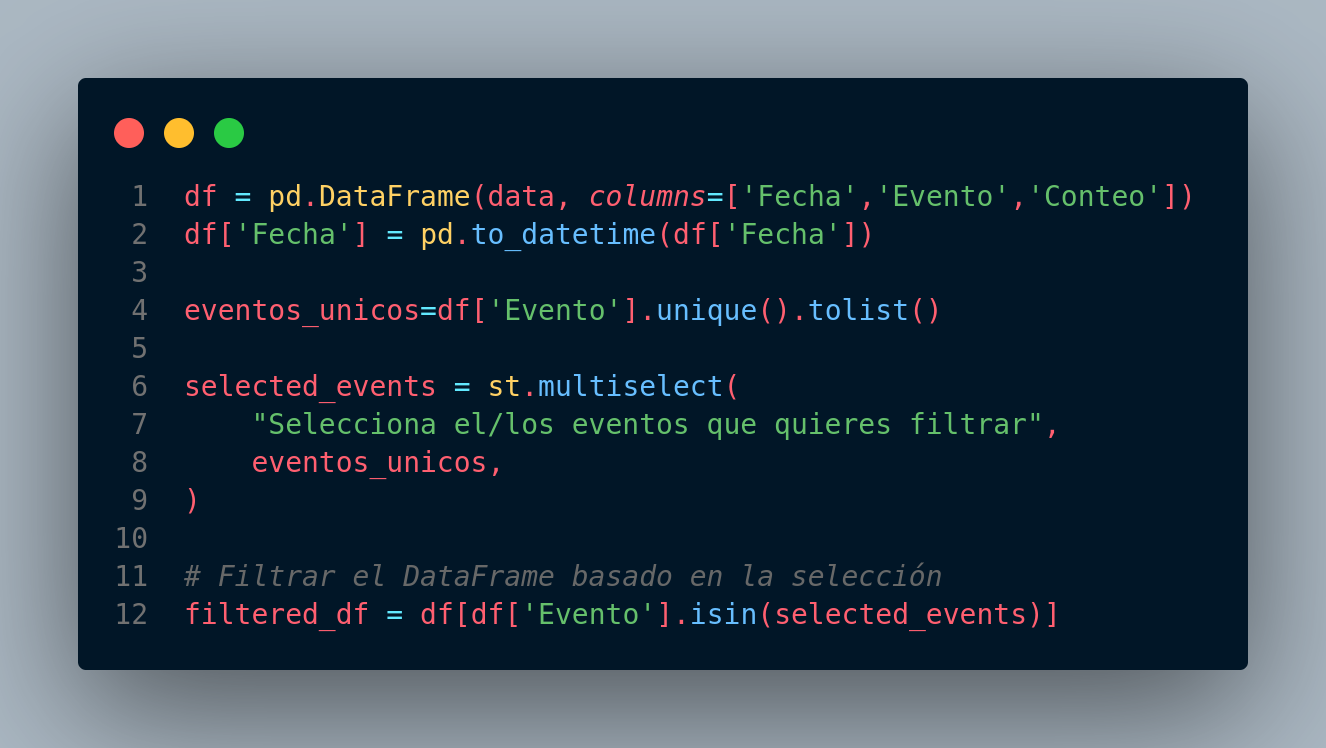 1 df = pd.DataFrame(data, columns=['Fecha','Evento','Conteo'])
2 df['Fecha'] = pd.to_datetime(df['Fecha'])
3
4 eventos_unicos=df['Evento'].unique().tolist()
5
6 selected_events = st.multiselect(
7     "Selecciona el/los eventos que quieres filtrar",
8     eventos_unicos,
9 )
10
11 # Filtrar el DataFrame basado en la selección
12 filtered_df = df[df['Evento'].isin(selected_events)]